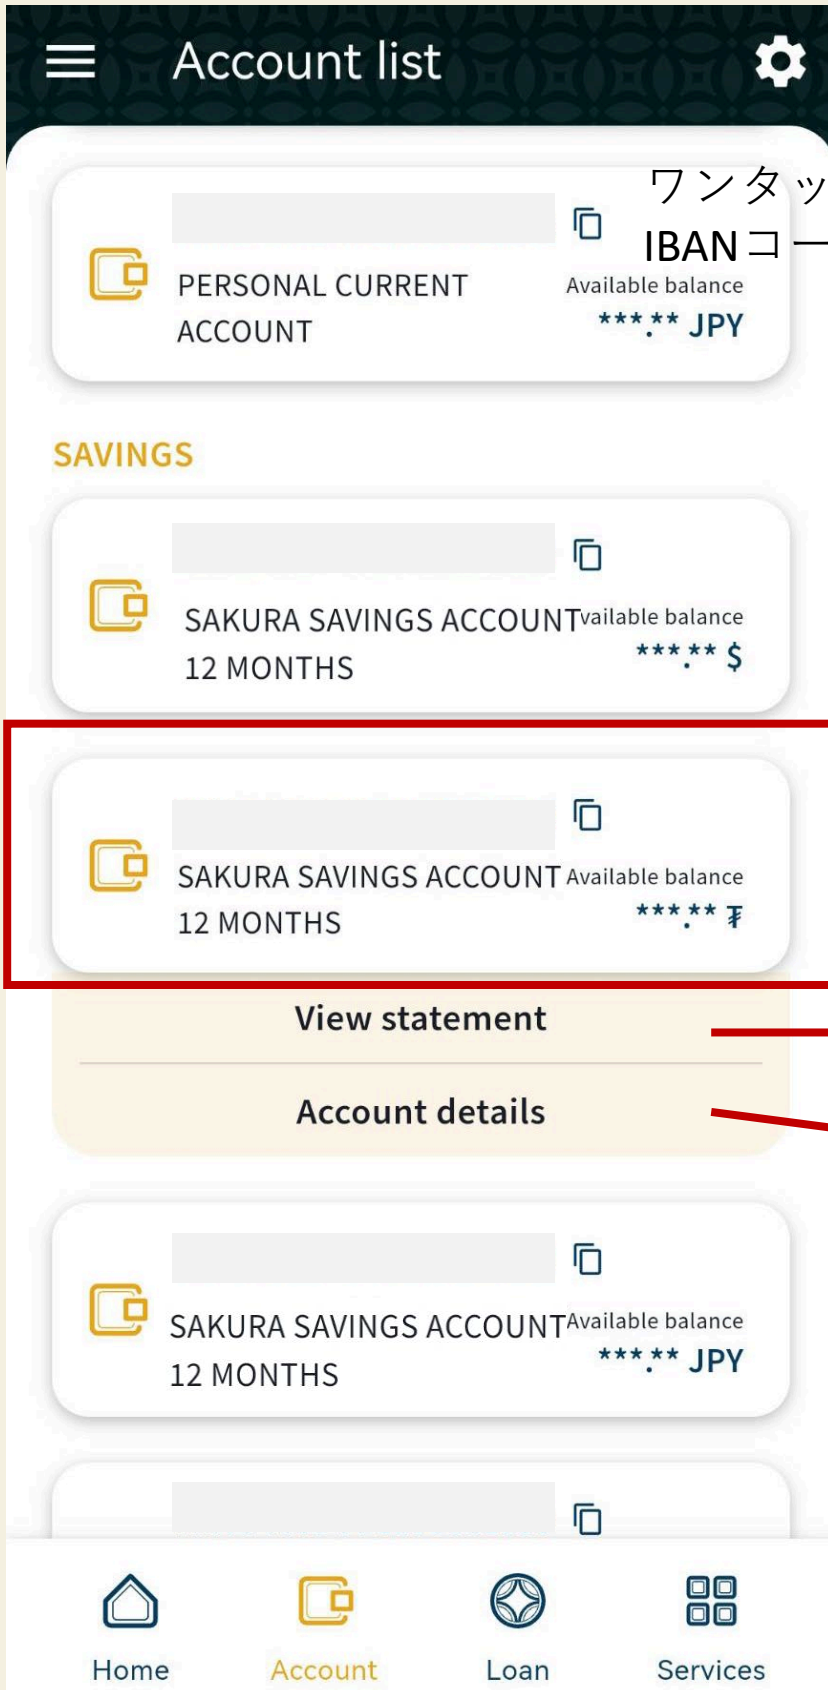 Account list
ワンタッ
IBANコー
PERSONAL CURRENT
ACCOUNT
Available balance
***.** JPY
SAVINGS
SAKURA SAVINGS ACCOUNT
12 MONTHS
vailable balance
***.** $
SAKURA SAVINGS ACCOUNT
12 MONTHS
Available balance
***.** ₮
View statement
Account details
SAKURA SAVINGS ACCOUNT
12 MONTHS
Available balance
***.** JPY
Home
Account
Loan
Services